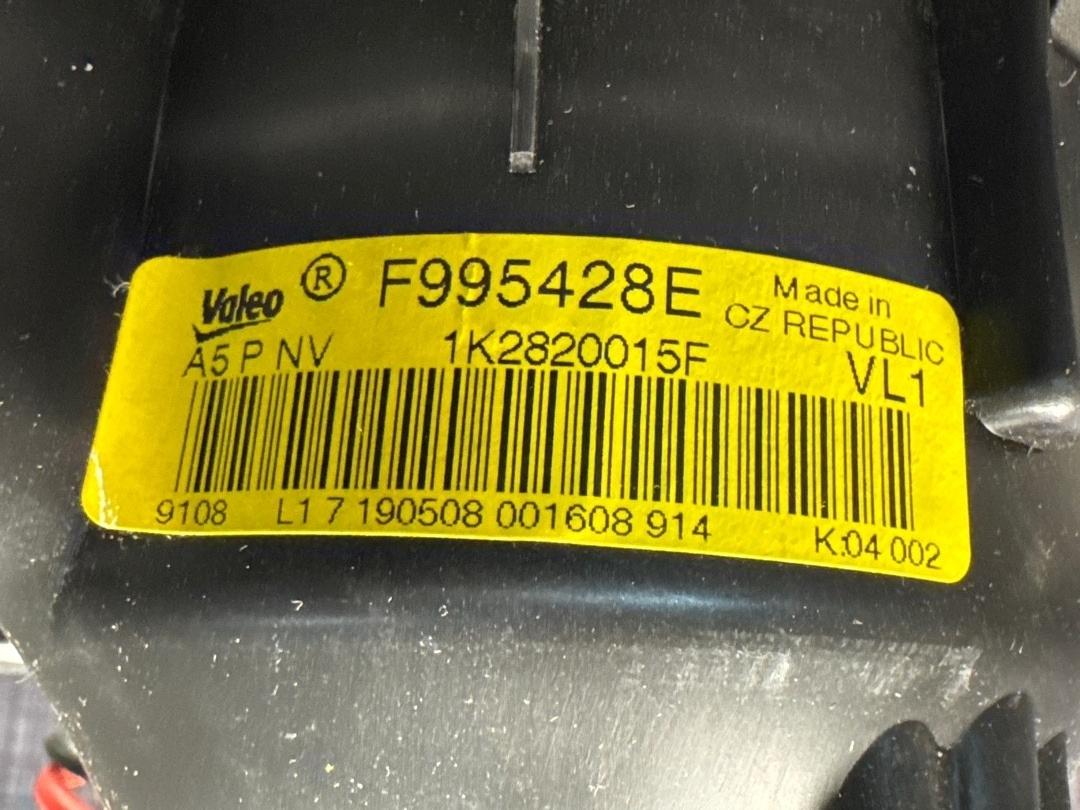 Valeo ® F995428E Made in
CZ REPUBLIC
A5 P NV 1K2820015F VL1
9108 L1 7 190508 001608 914 K:04 002